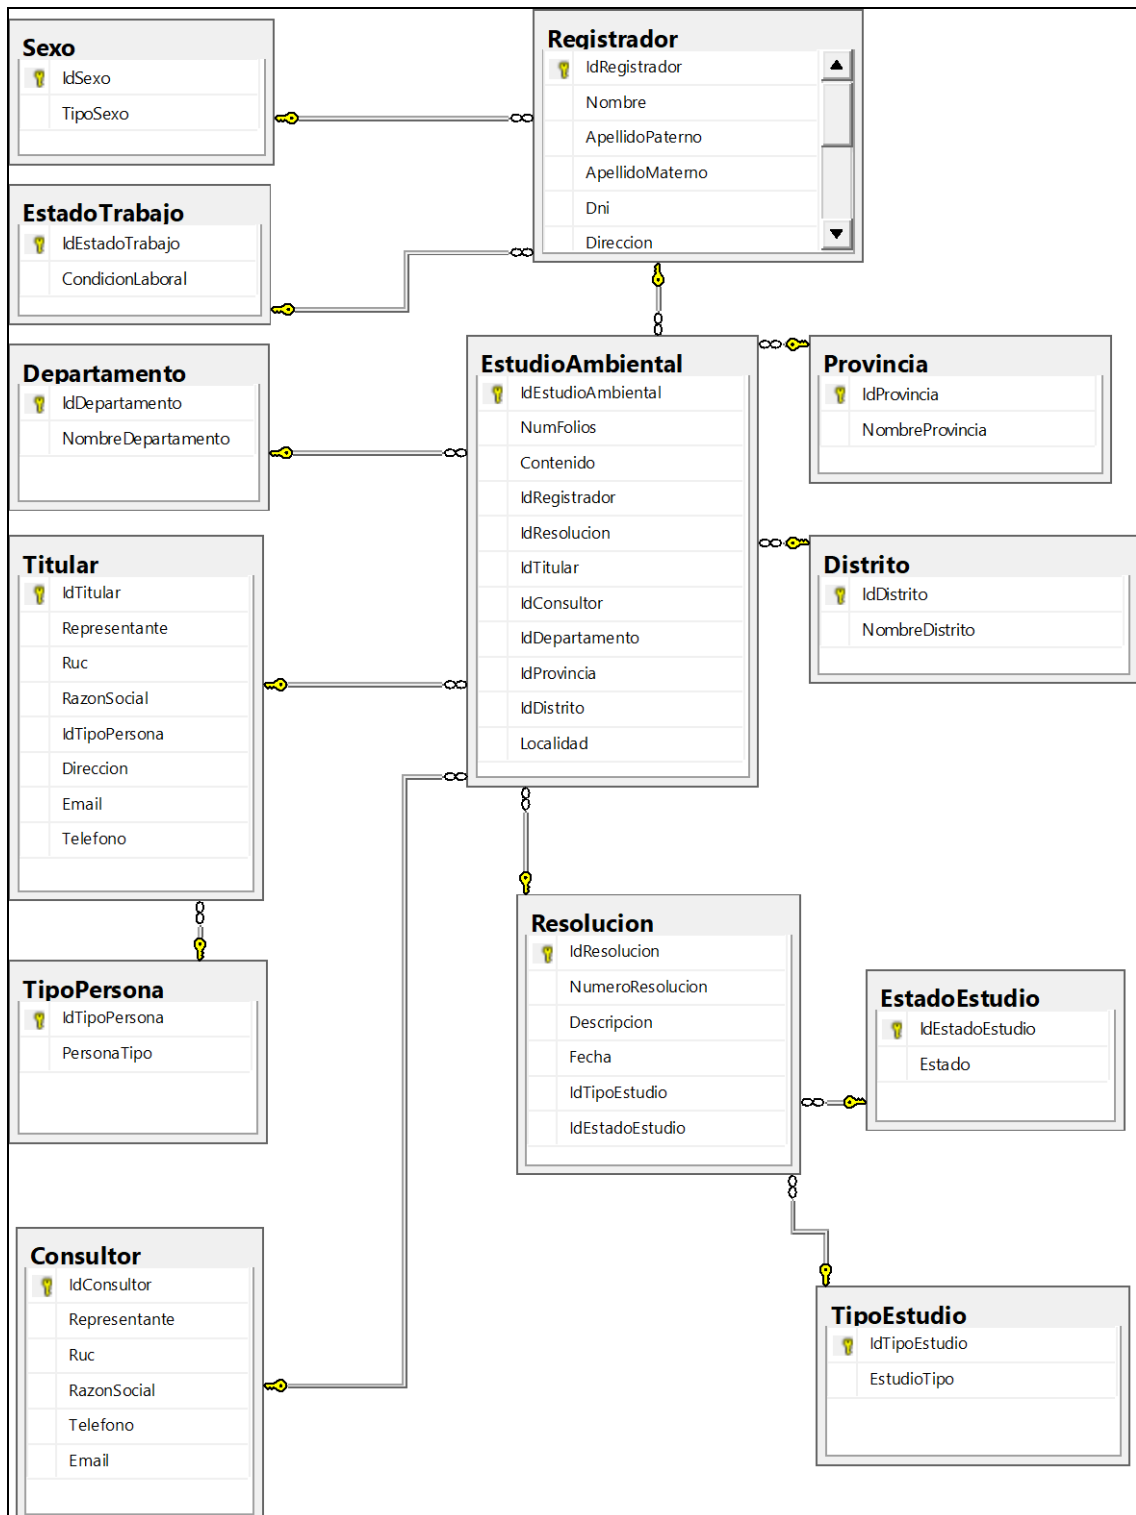 Sexo
IdSexo
TipoSexo
Registrador
IdRegistrador
Nombre
ApellidoPaterno
ApellidoMaterno
Dni
Direccion
EstadoTrabajo
IdEstadoTrabajo
CondicionLaboral
Departamento
IdDepartamento
NombreDepartamento
EstudioAmbiental
IdEstudioAmbiental
NumFolios
Contenido
IdRegistrador
IdResolucion
IdTitular
IdConsultor
IdDepartamento
IdProvincia
IdDistrito
Localidad
Provincia
IdProvincia
NombreProvincia
Distrito
IdDistrito
NombreDistrito
Titular
IdTitular
Representante
Ruc
RazonSocial
IdTipoPersona
Direccion
Email
Telefono
TipoPersona
IdTipoPersona
PersonaTipo
Resolucion
IdResolucion
NumeroResolucion
Descripcion
Fecha
IdTipoEstudio
IdEstadoEstudio
EstadoEstudio
IdEstadoEstudio
Estado
Consultor
IdConsultor
Representante
Ruc
RazonSocial
Telefono
Email
TipoEstudio
IdTipoEstudio
EstudioTipo